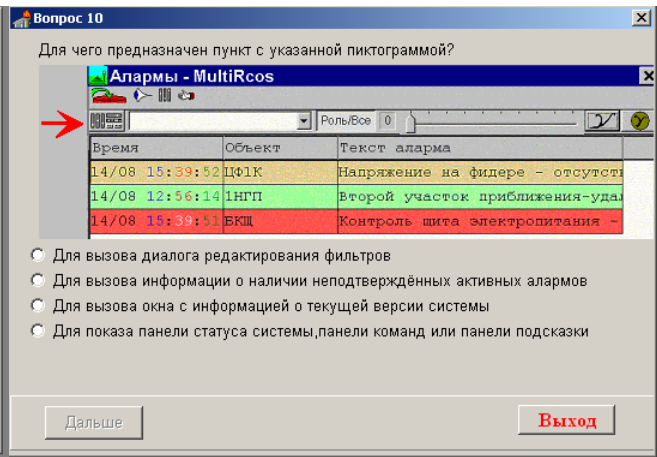 Вопрос 10
Для чего предназначен пункт с указанной пиктограммой?
Алармы - MultiRcos
Роль/Все 0
Время Объект Текст аларма
14/08 15:39:52 ЦФ1К Напряжение на фидере - отсутст
14/08 12:56:14 1НГП Второй участок приближения-уда
14/08 15:39:51 ВКЩ Контроль щита электропитания -
Для вызова диалога редактирования фильтров
Для вызова информации о наличии неподтверждённых активных алармов
Для вызова окна с информацией о текущей версии системы
Для показа панели статуса системы,панели команд или панели подсказки
Дальше Выход